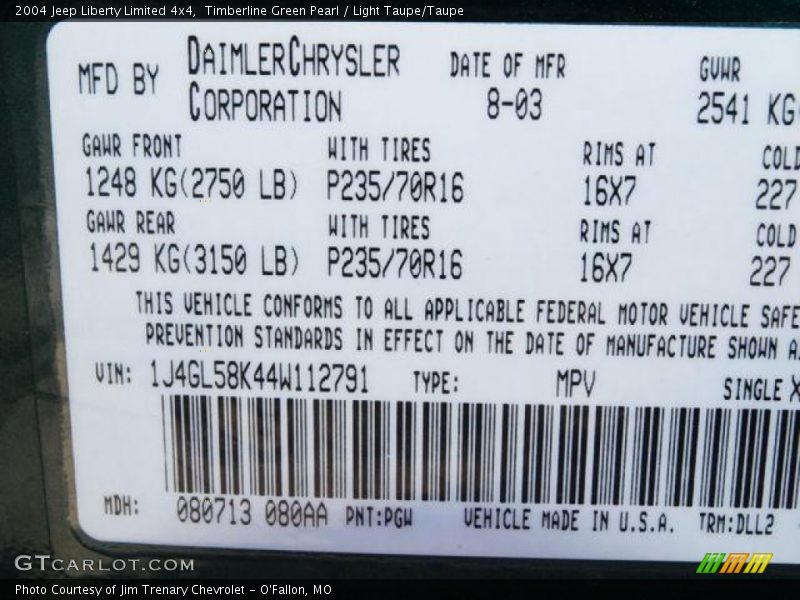 2004 Jeep Liberty Limited 4x4, Timberline Green Pearl / Light Taupe/Taupe
MFD BY DAIMLERCHRYSLER CORPORATION DATE OF MFR 8-03 GVWR 2541 KG
GAWR FRONT WITH TIRES RIMS AT COLD
1248 KG(2750 LB) P235/70R16 16X7 227
GAWR REAR WITH TIRES RIMS AT COLD
1429 KG(3150 LB) P235/70R16 16X7 227
THIS VEHICLE CONFORMS TO ALL APPLICABLE FEDERAL MOTOR VEHICLE SAFE
PREVENTION STANDARDS IN EFFECT ON THE DATE OF MANUFACTURE SHOWN A
VIN: 1J4GL58K44W112791 TYPE: MPV SINGLE X
MDH: 080713 080AA PNT:PGW VEHICLE MADE IN U.S.A. TRM:DLL2
GTcarlot.com
Photo Courtesy of Jim Trenary Chevrolet - O'Fallon, MO